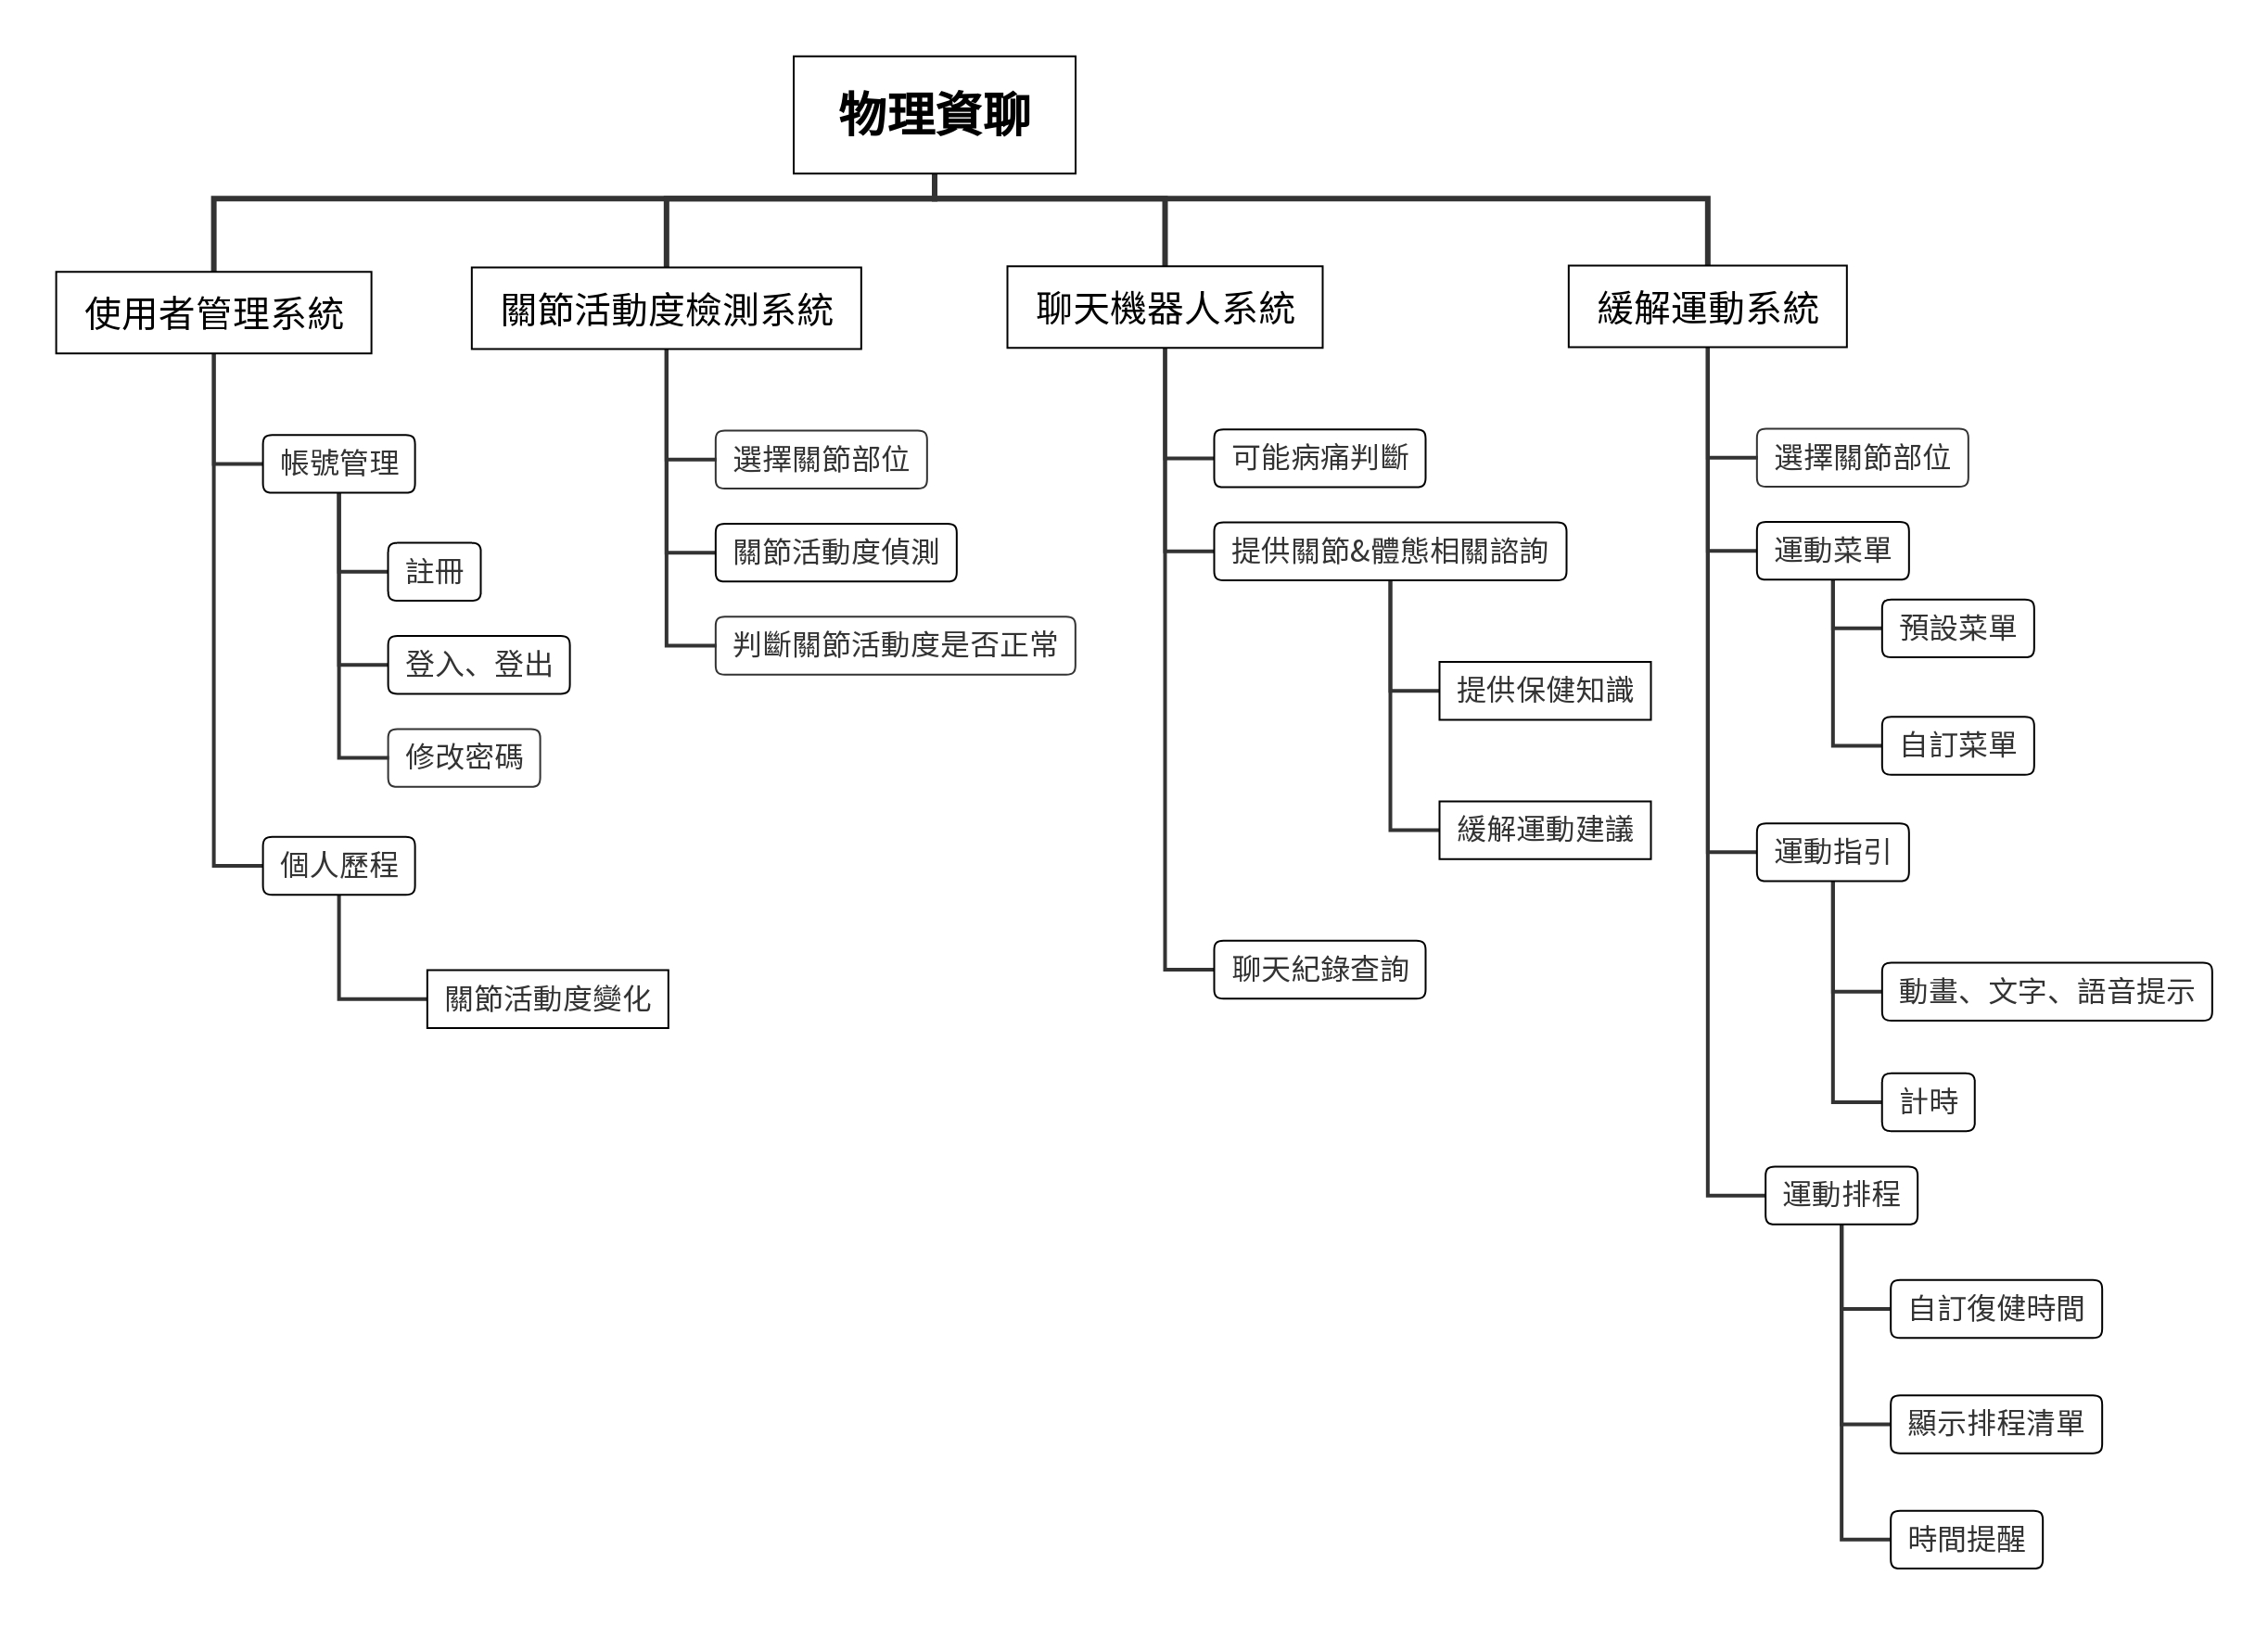 物理資聊
使用者管理系統
帳號管理
註冊
登入、登出
修改密碼
個人歷程
關節活動度變化
關節活動度檢測系統
選擇關節部位
關節活動度偵測
判斷關節活動度是否正常
聊天機器人系統
可能病痛判斷
提供關節&體態相關諮詢
提供保健知識
緩解運動建議
聊天紀錄查詢
緩解運動系統
選擇關節部位
運動菜單
預設菜單
自訂菜單
運動指引
動畫、文字、語音提示
計時
運動排程
自訂復健時間
顯示排程清單
時間提醒